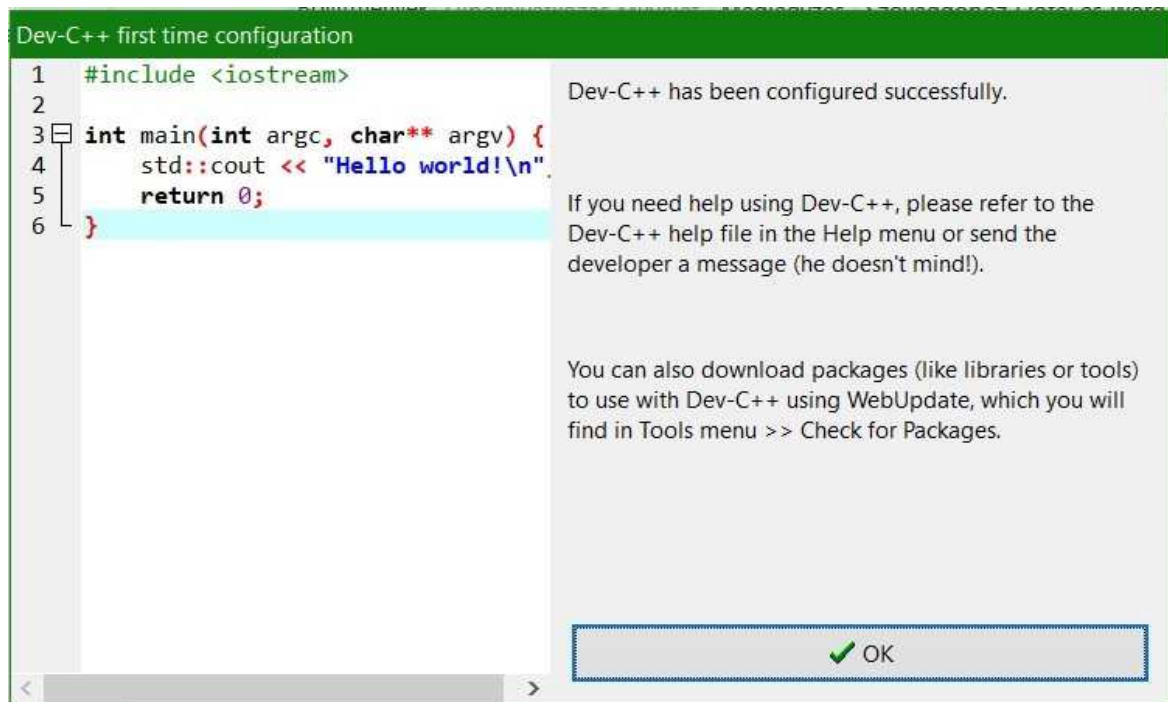 Dev-C++ first time configuration
1 #include <iostream>
2
3 int main(int argc, char** argv) {
4 std::cout << "Hello world!\n"
5 return 0;
6 }
Dev-C++ has been configured successfully.
If you need help using Dev-C++, please refer to the
Dev-C++ help file in the Help menu or send the
developer a message (he doesn't mind!).
You can also download packages (like libraries or tools)
to use with Dev-C++ using WebUpdate, which you will
find in Tools menu >> Check for Packages.
OK